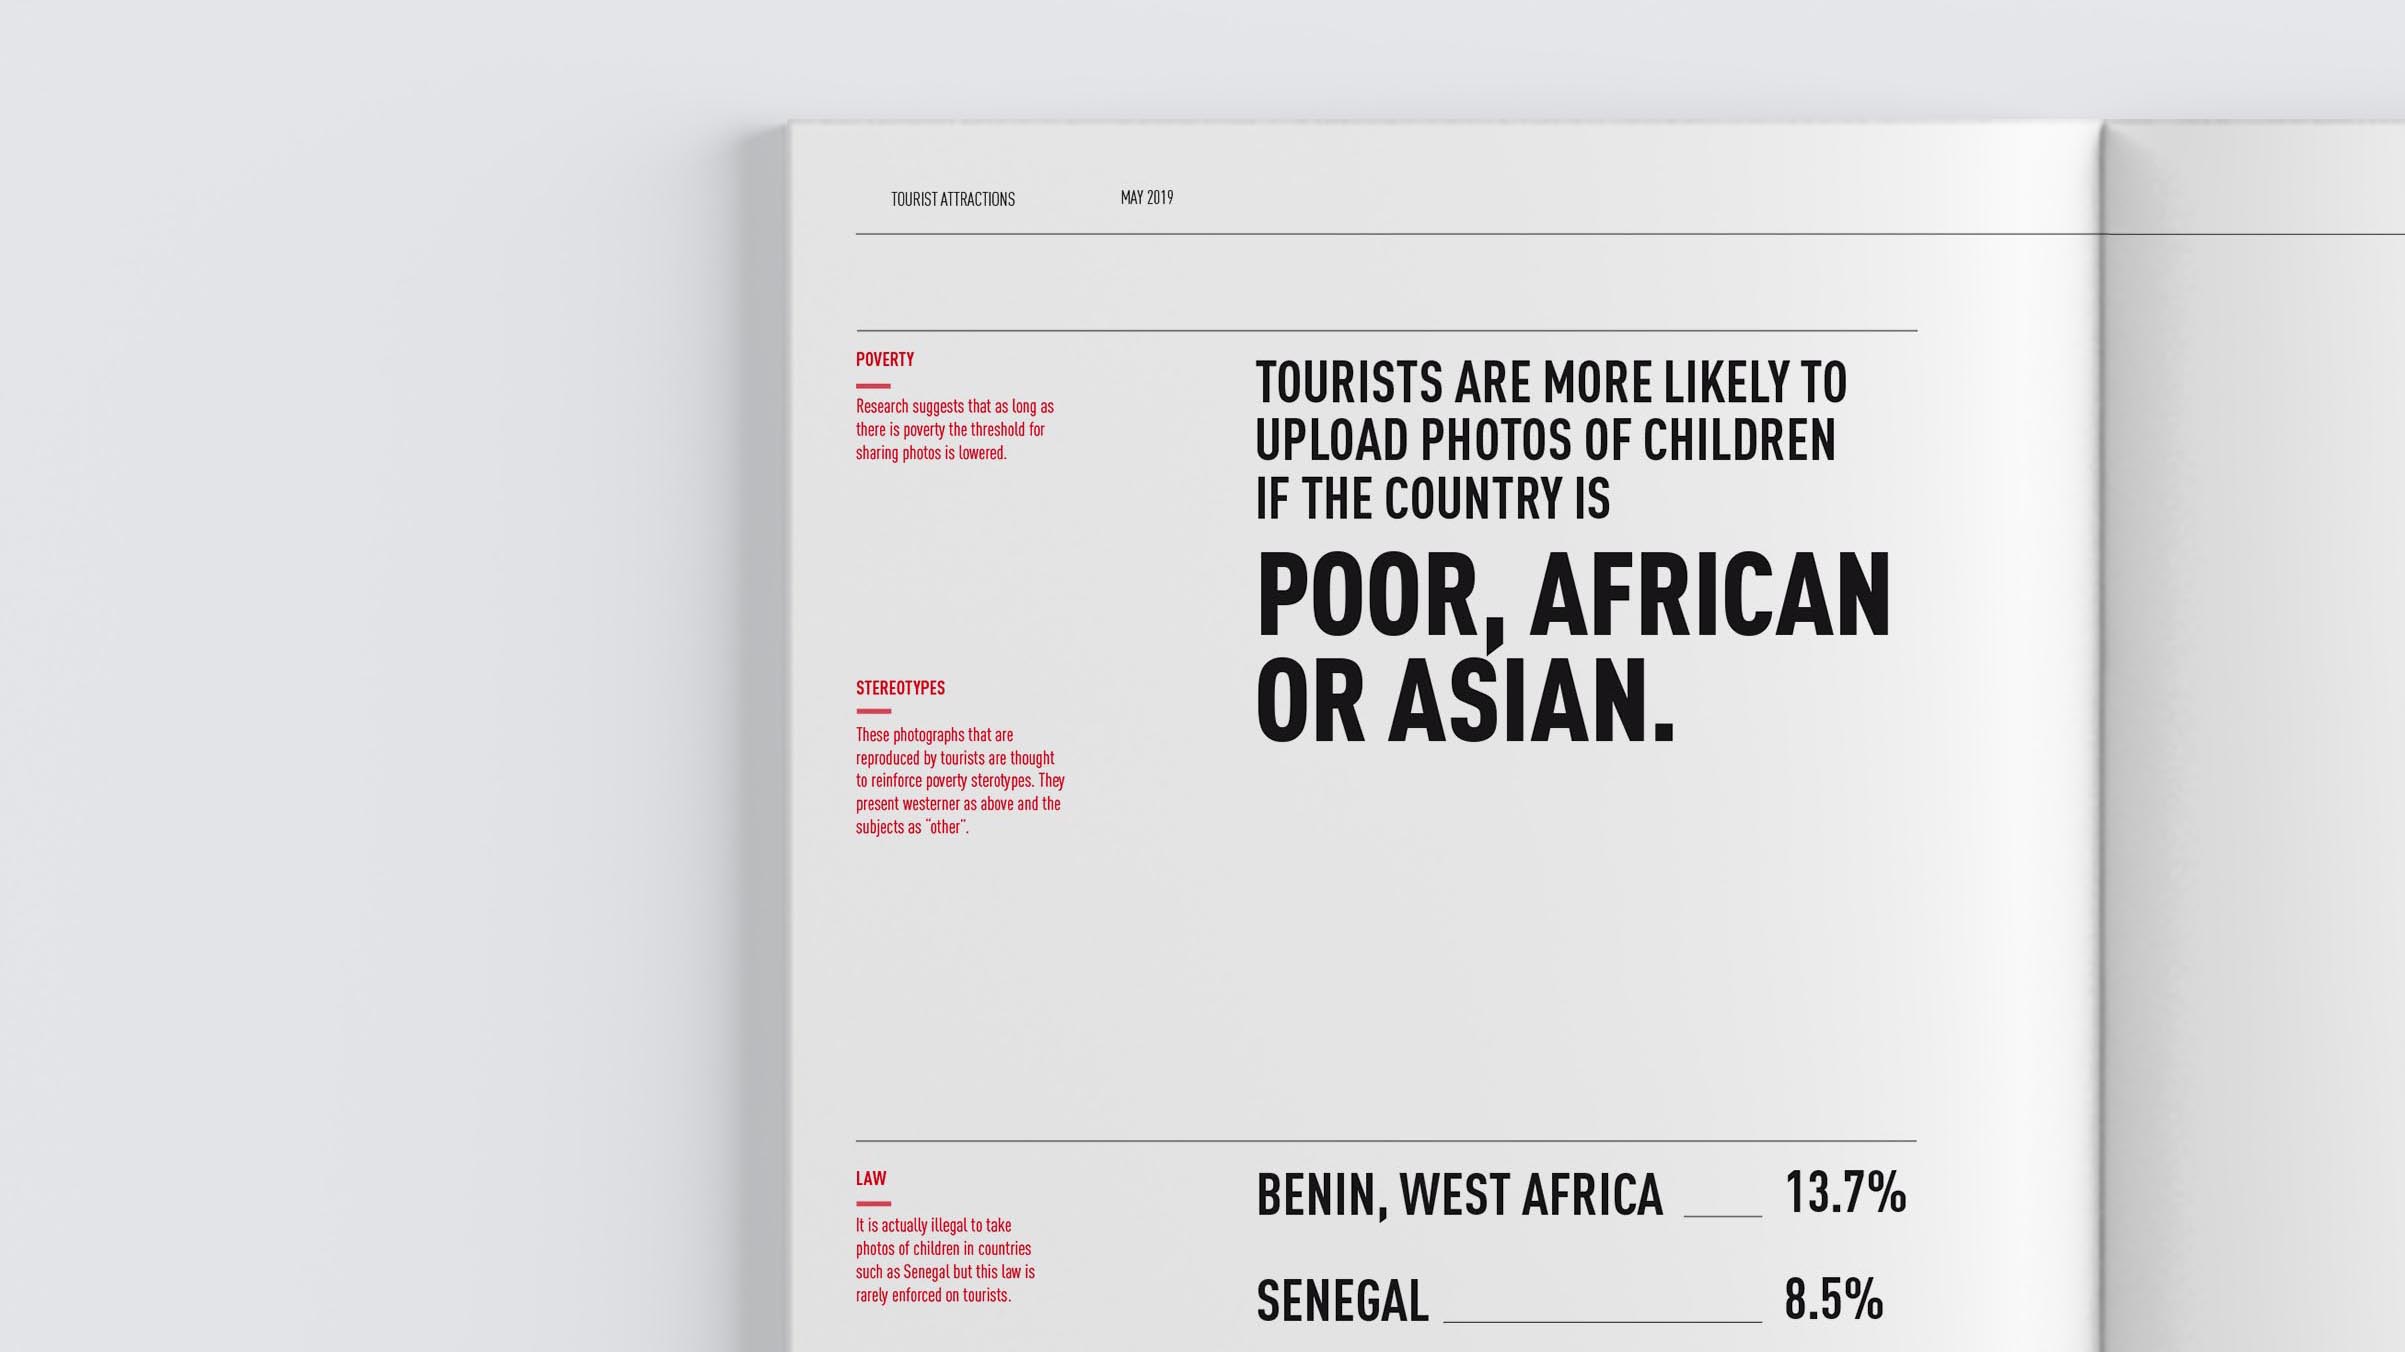 TOURIST ATTRACTIONS
MAY 2019
POVERTY
Research suggests that as long as
there is poverty the threshold for
sharing photos is lowered.
TOURISTS ARE MORE LIKELY TO
UPLOAD PHOTOS OF CHILDREN
IF THE COUNTRY IS
POOR, AFRICAN
OR ASIAN.
STEREOTYPES
These photographs that are
reproduced by tourists are thought
to reinforce poverty sterotypes. They
present westerner as above and the
subjects as “other”.
LAW
It is actually illegal to take
photos of children in countries
such as Senegal but this law is
rarely enforced on tourists.
BENIN, WEST AFRICA ____ 13.7%
SENEGAL ____ 8.5%